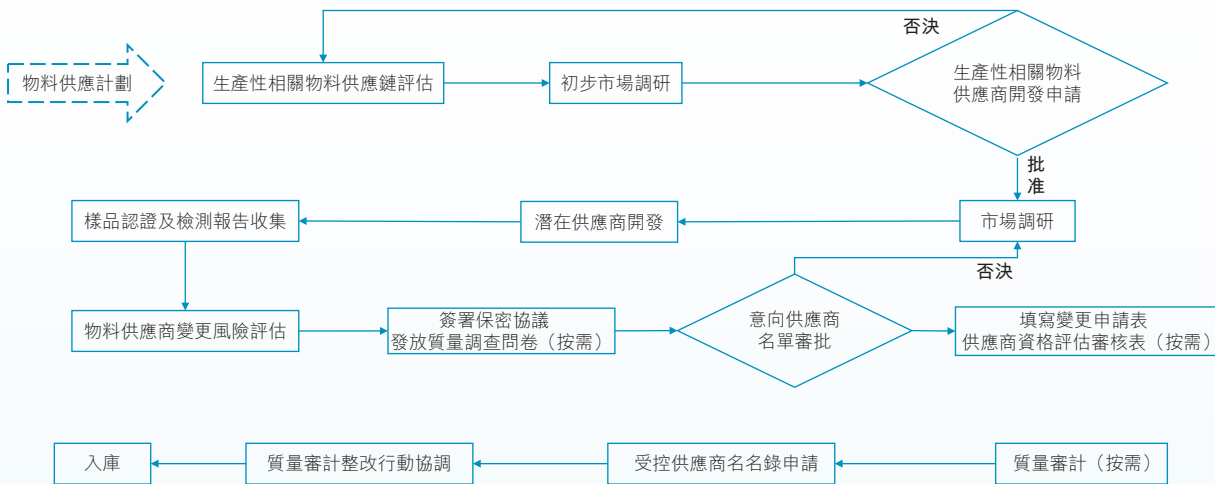 否決
物料供應計劃
生產性相關物料供應鏈評估
初步市場調研
生產性相關物料
供應商開發申請
批
准
樣品認證及檢測報告收集
潛在供應商開發
市場調研
否決
物料供應商變更風險評估
簽署保密協議
發放質量調查問卷（按需）
意向供應商
名單審批
填寫變更申請表
供應商資格評估審核表（按需）
入庫
質量審計整改行動協調
受控供應商名名錄申請
質量審計（按需）